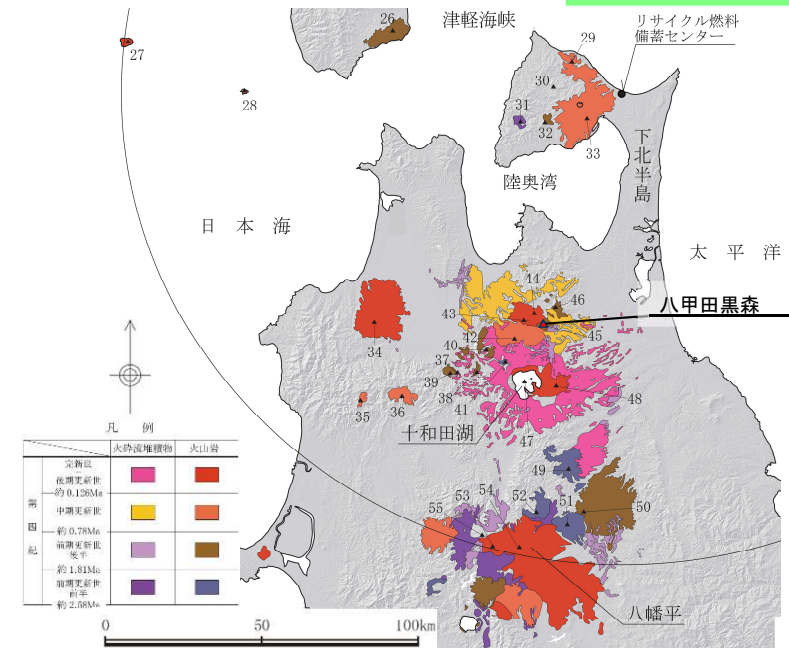 リサイクル燃料
備蓄センター
津軽海峡
26
27
28
29
30
31
32
33
下北半島
陸奥湾
日本海
太平洋
八甲田黒森
34
35
36
37
38
39
40
41
42
43
44
45
46
47
48
十和田湖
49
50
51
52
53
54
55
八幡平
凡例
火砕流堆積物 火山岩
第四紀
完新世
~
後期更新世
約 0.126Ma
中期更新世
約 0.78Ma
前期更新世
後半
約 1.81Ma
前期更新世
前半
約 2.58Ma
0 50 100km